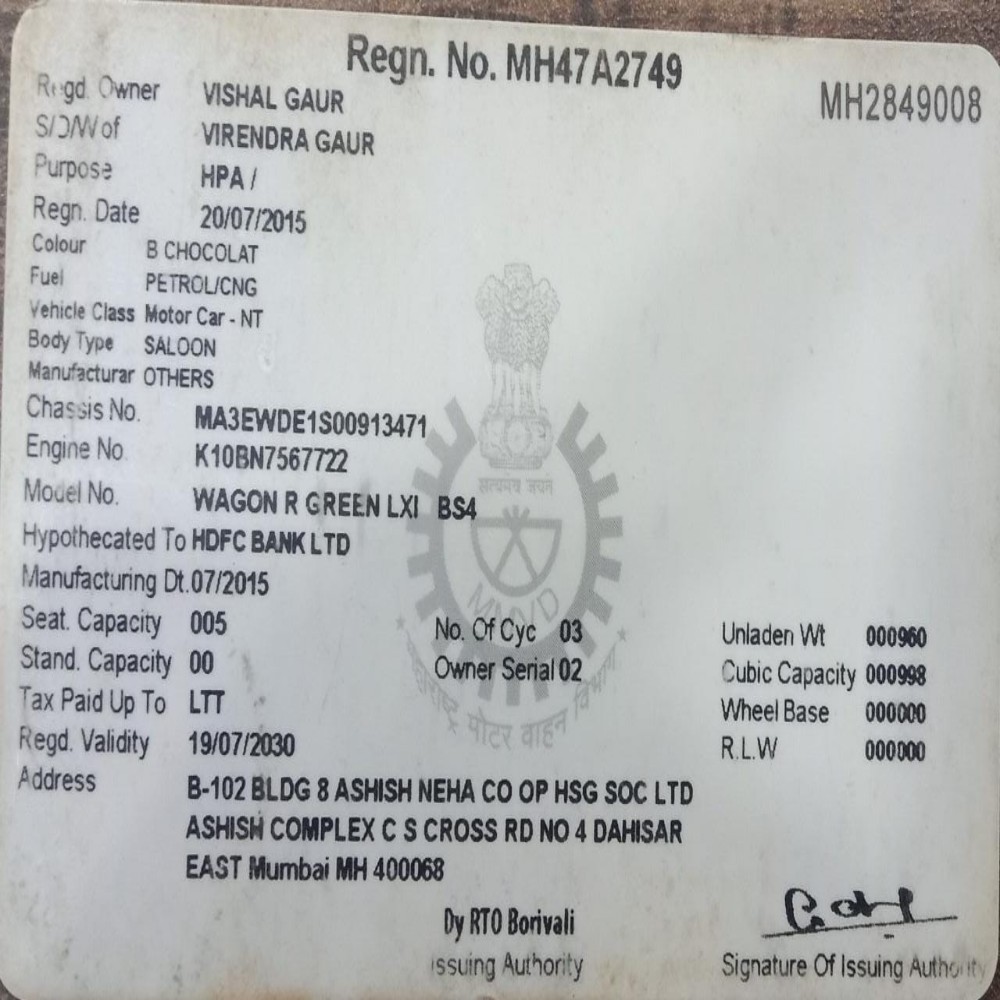 Regn. No. MH47A2749
MH2849008
Regd. Owner VISHAL GAUR
S/D/W of VIRENDRA GAUR
Purpose HPA /
Regn. Date 20/07/2015
Colour B CHOCOLAT
Fuel PETROL/CNG
Vehicle Class Motor Car - NT
Body Type SALOON
Manufacturar OTHERS
Chassis No. MA3EWDE1S00913471
Engine No. K10BN7567722
Model No. WAGON R GREEN LXI BS4
Hypothecated To HDFC BANK LTD
Manufacturing Dt. 07/2015
Seat. Capacity 005 No. Of Cyc 03 Unladen Wt 000960
Stand. Capacity 00 Owner Serial 02 Cubic Capacity 000998
Tax Paid Up To LTT Wheel Base 000000
Regd. Validity 19/07/2030 R.L.W 000000
Address B-102 BLDG 8 ASHISH NEHA CO OP HSG SOC LTD
ASHISH COMPLEX C S CROSS RD NO 4 DAHISAR
EAST Mumbai MH 400068
सत्यमेव जयते
MMVD
मोटर वाहन
Dy RTO Borivali
Issuing Authority
Signature Of Issuing Authority